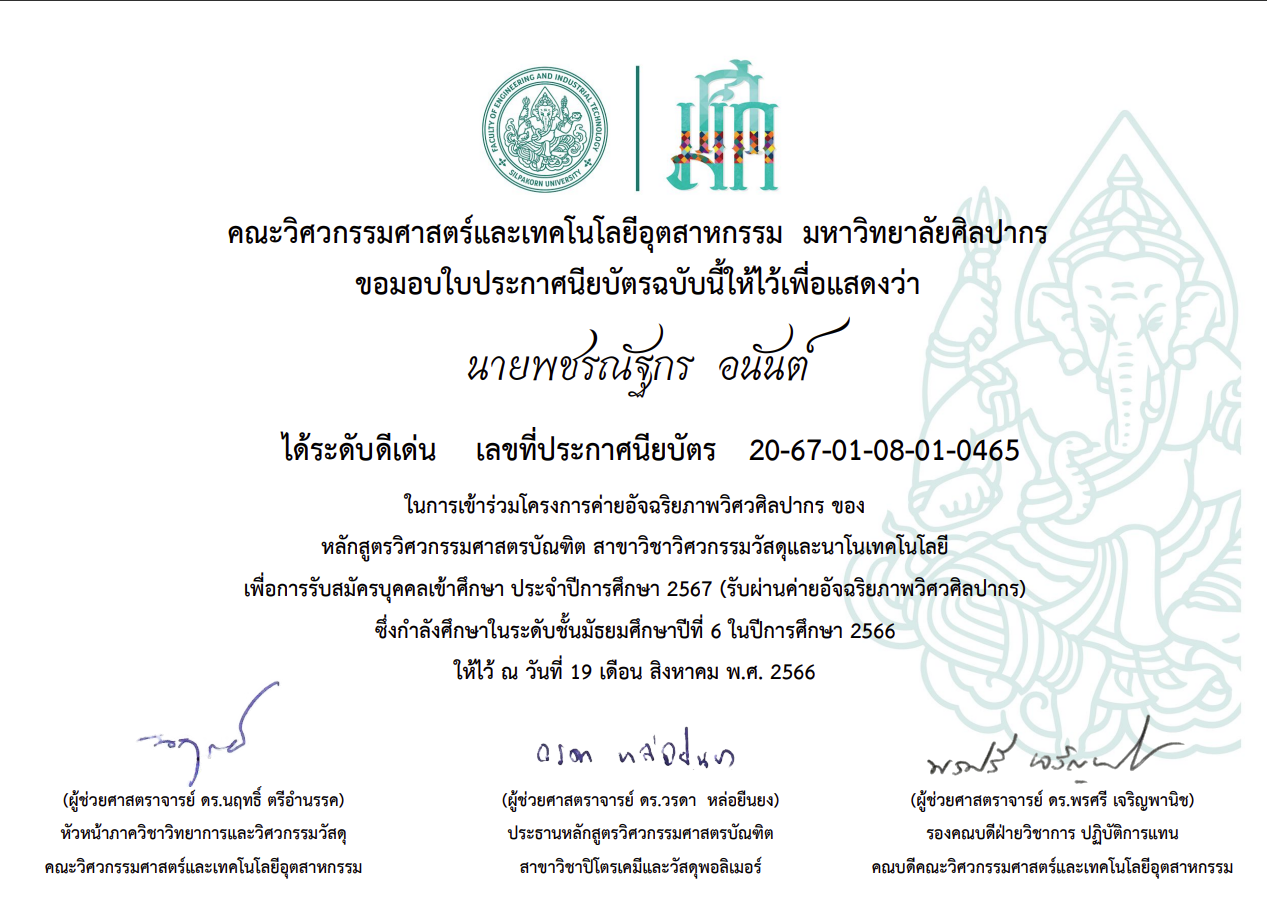 FACULTY OF ENGINEERING AND INDUSTRIAL TECHNOLOGY
SILPAKORN UNIVERSITY
คณะวิศวกรรมศาสตร์และเทคโนโลยีอุตสาหกรรม มหาวิทยาลัยศิลปากร
ขอมอบใบประกาศนียบัตรฉบับนี้ให้ไว้เพื่อแสดงว่า
นายพชรณัฐกร อนันต์
ได้ระดับดีเด่น เลขที่ประกาศนียบัตร 20-67-01-08-01-0465
ในการเข้าร่วมโครงการค่ายอัจฉริยภาพวิศวศิลปากร ของ
หลักสูตรวิศวกรรมศาสตรบัณฑิต สาขาวิชาวิศวกรรมวัสดุและนาโนเทคโนโลยี
เพื่อการรับสมัครบุคคลเข้าศึกษา ประจำปีการศึกษา 2567 (รับผ่านค่ายอัจฉริยภาพวิศวศิลปากร)
ซึ่งกำลังศึกษาในระดับชั้นมัธยมศึกษาปีที่ 6 ในปีการศึกษา 2566
ให้ไว้ ณ วันที่ 19 เดือน สิงหาคม พ.ศ. 2566
วรดา หล่อยืนยง
พรศรี เจริญพานิช
(ผู้ช่วยศาสตราจารย์ ดร.นฤทธิ์ ตรีอำนรรค) (ผู้ช่วยศาสตราจารย์ ดร.วรดา หล่อยืนยง) (ผู้ช่วยศาสตราจารย์ ดร.พรศรี เจริญพานิช)
หัวหน้าภาควิชาวิทยาการและวิศวกรรมวัสดุ ประธานหลักสูตรวิศวกรรมศาสตรบัณฑิต รองคณบดีฝ่ายวิชาการ ปฏิบัติการแทน
คณะวิศวกรรมศาสตร์และเทคโนโลยีอุตสาหกรรม สาขาวิชาปิโตรเคมีและวัสดุพอลิเมอร์ คณบดีคณะวิศวกรรมศาสตร์และเทคโนโลยีอุตสาหกรรม